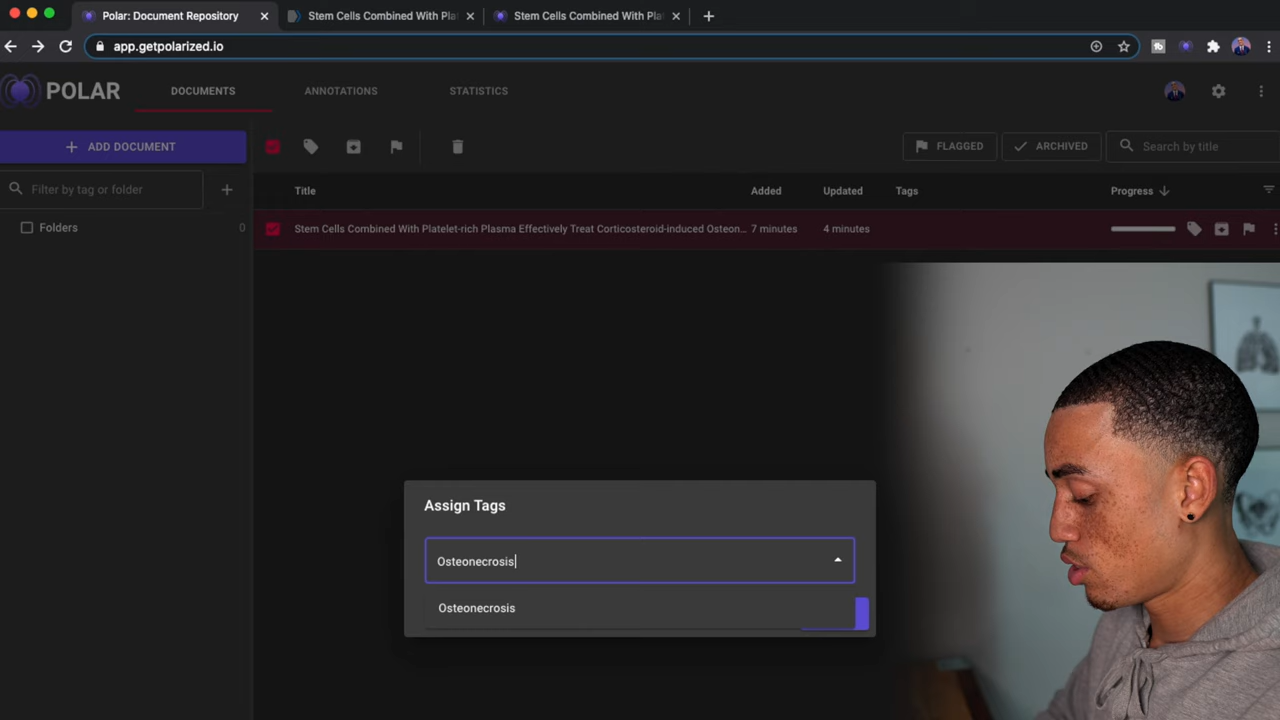 Polar: Document Repository
Stem Cells Combined With Pla
Stem Cells Combined With Pla
app.getpolarized.io
POLAR
DOCUMENTS
ANNOTATIONS
STATISTICS
ADD DOCUMENT
FLAGGED
ARCHIVED
Search by title
Filter by tag or folder
Title
Added
Updated
Tags
Progress
Folders
0
Stem Cells Combined With Platelet-rich Plasma Effectively Treat Corticosteroid-induced Osteon...
7 minutes
4 minutes
Assign Tags
Osteonecrosis
Osteonecrosis